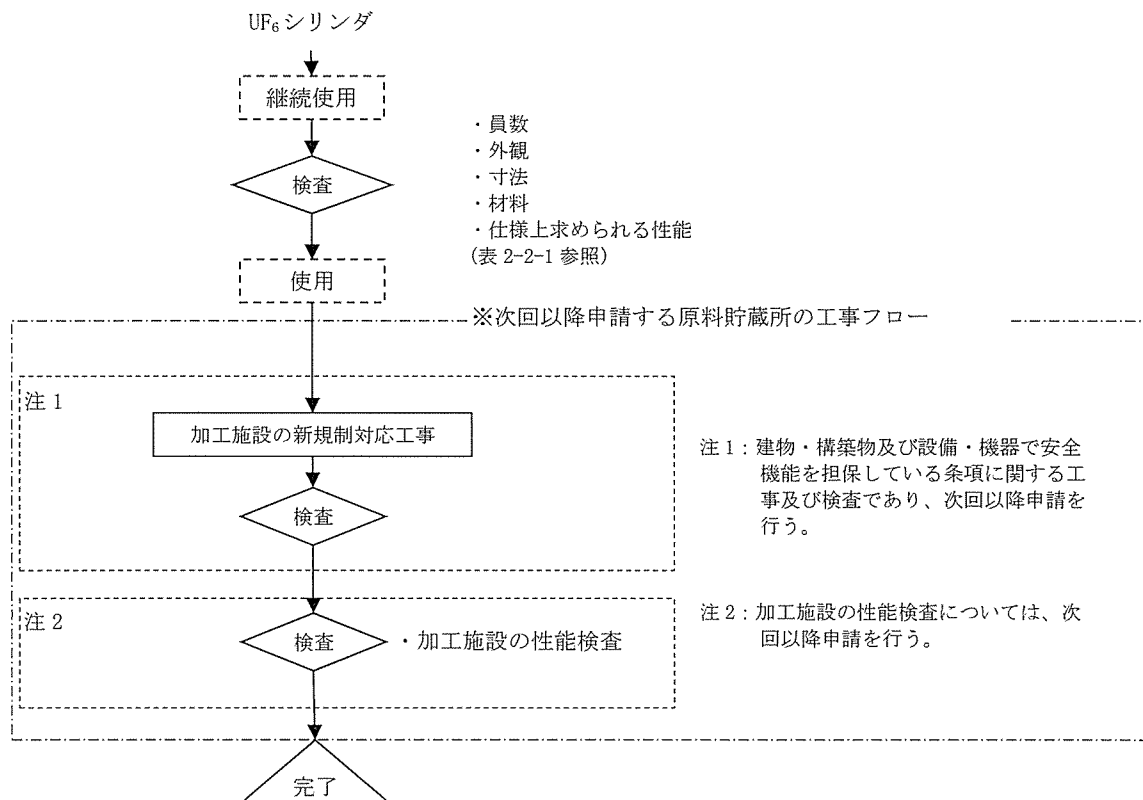 UF₆シリンダ
継続使用
検査
・員数
・外観
・寸法
・材料
・仕様上求められる性能
(表 2-2-1 参照)
使用
※次回以降申請する原料貯蔵所の工事フロー
注 1
加工施設の新規制対応工事
検査
注 1：建物・構築物及び設備・機器で安全
機能を担保している条項に関する工
事及び検査であり、次回以降申請を
行う。
注 2
検査
・加工施設の性能検査
注 2：加工施設の性能検査については、次
回以降申請を行う。
完了